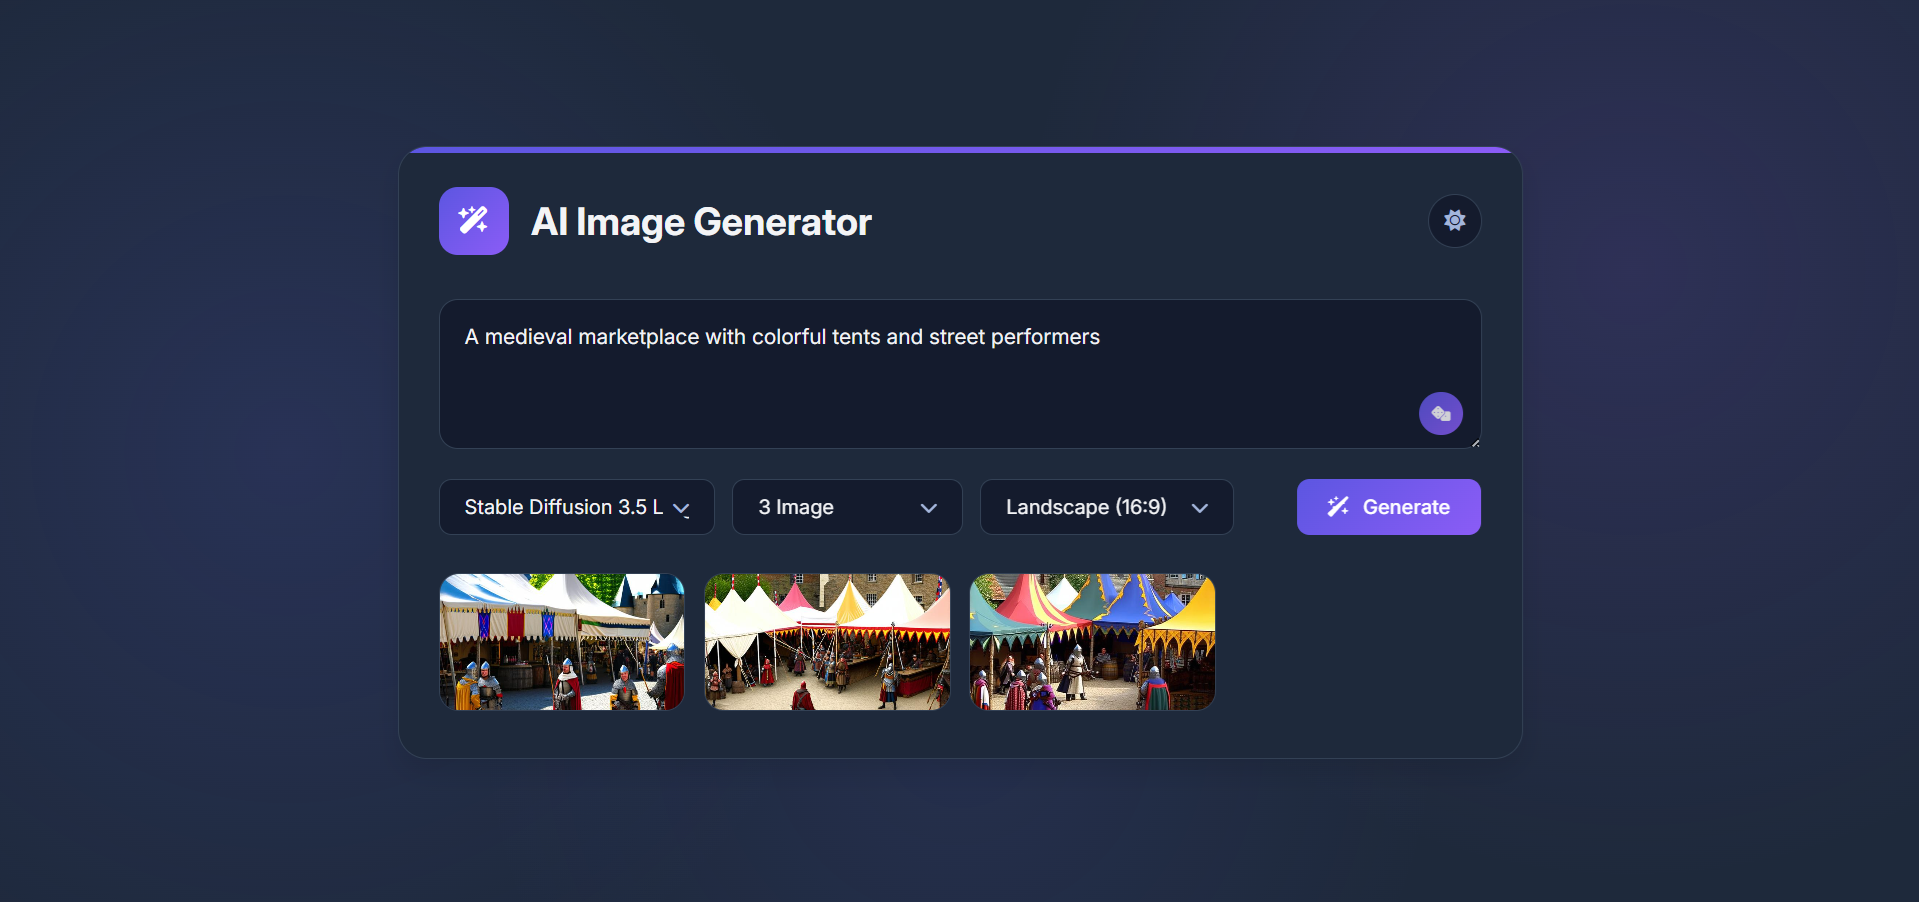 AI Image Generator
A medieval marketplace with colorful tents and street performers
Stable Diffusion 3.5 L
3 Image
Landscape (16:9)
Generate